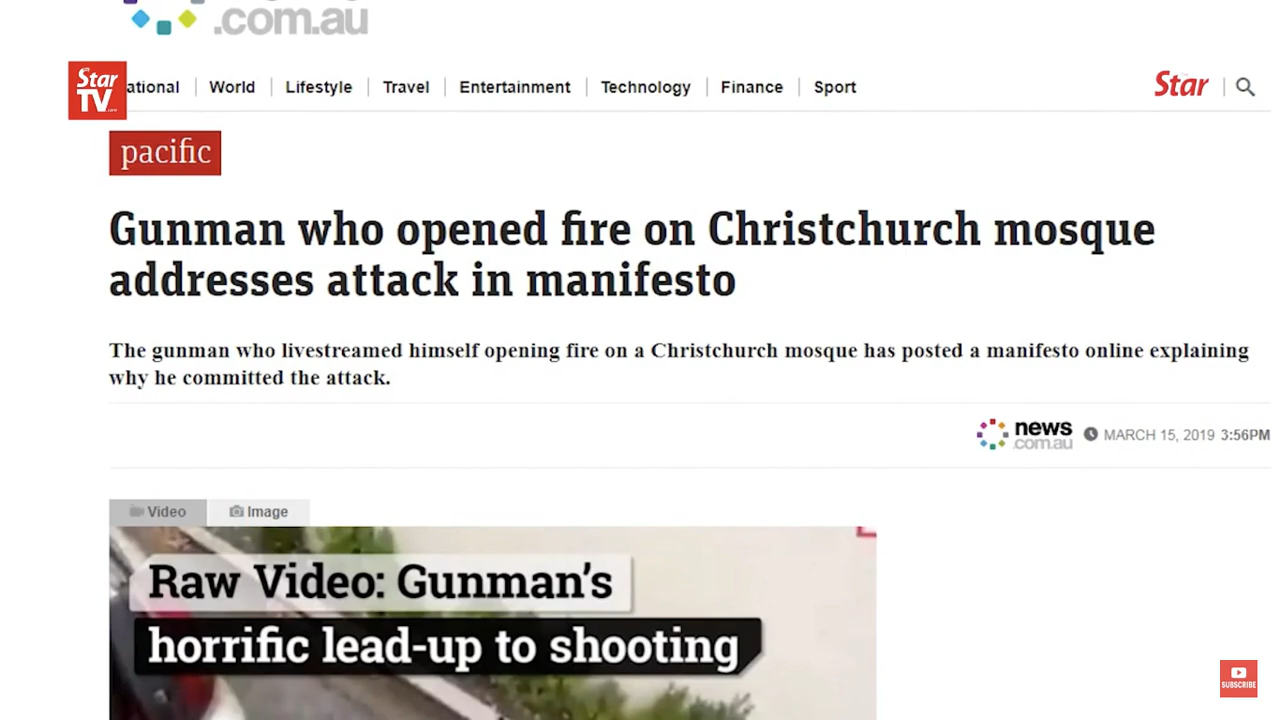 .com.au
Star
TV
ational World Lifestyle Travel Entertainment Technology Finance Sport
Star
pacific
Gunman who opened fire on Christchurch mosque
addresses attack in manifesto
The gunman who livestreamed himself opening fire on a Christchurch mosque has posted a manifesto online explaining
why he committed the attack.
news
.com.au
MARCH 15, 2019 3:56PM
Video Image
Raw Video: Gunman's
horrific lead-up to shooting
SUBSCRIBE